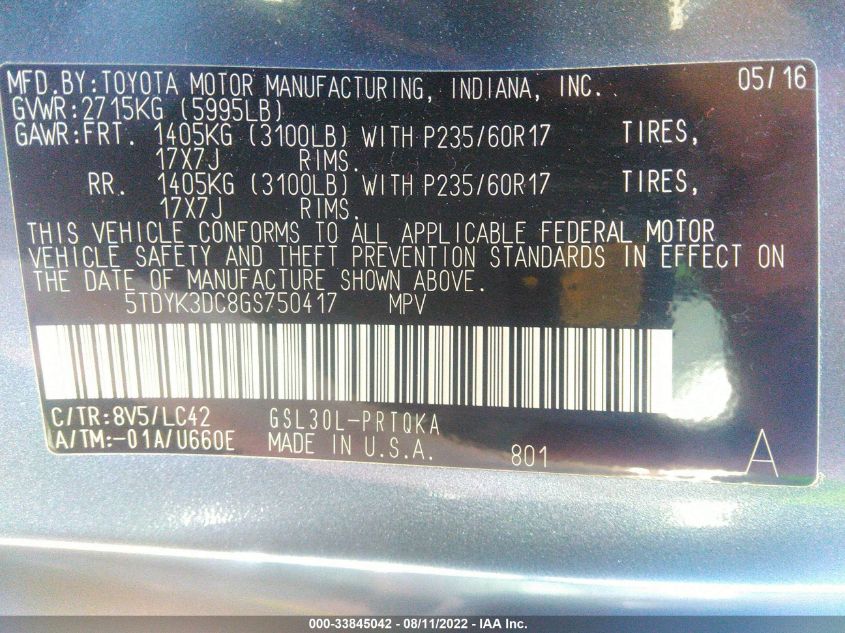 MFD.BY:TOYOTA MOTOR MANUFACTURING, INDIANA, INC. 05/16
GVWR:2715KG (5995LB)
GAWR:FRT. 1405KG (3100LB) WITH P235/60R17 TIRES,
17X7J RIMS.
RR. 1405KG (3100LB) WITH P235/60R17 TIRES,
17X7J RIMS.
THIS VEHICLE CONFORMS TO ALL APPLICABLE FEDERAL MOTOR
VEHICLE SAFETY AND THEFT PREVENTION STANDARDS IN EFFECT ON
THE DATE OF MANUFACTURE SHOWN ABOVE.
5TDYK3DC8GS750417 MPV
C/TR:8V5/LC42 GSL30L-PRTQKA
A/TM:-01A/U660E MADE IN U.S.A. 801 A
000-33845042 - 08/11/2022 - IAA Inc.